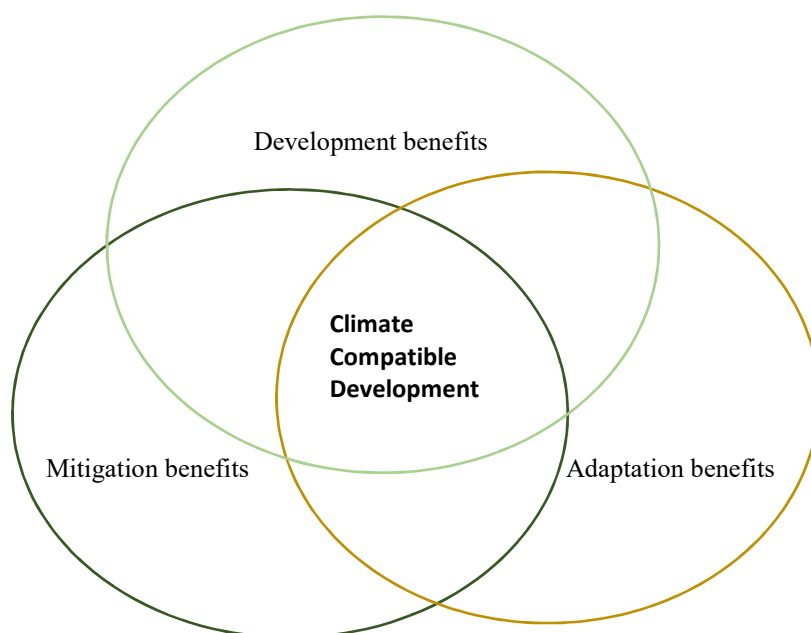 Development benefits
Climate
Compatible
Development
Mitigation benefits
Adaptation benefits